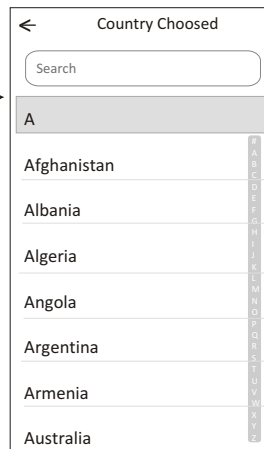 Country Choosed
Search
A
Afghanistan
Albania
Algeria
Angola
Argentina
Armenia
Australia
#
A
B
C
D
E
F
G
H
I
J
K
L
M
N
O
P
Q
R
S
T
U
V
W
X
Y
Z